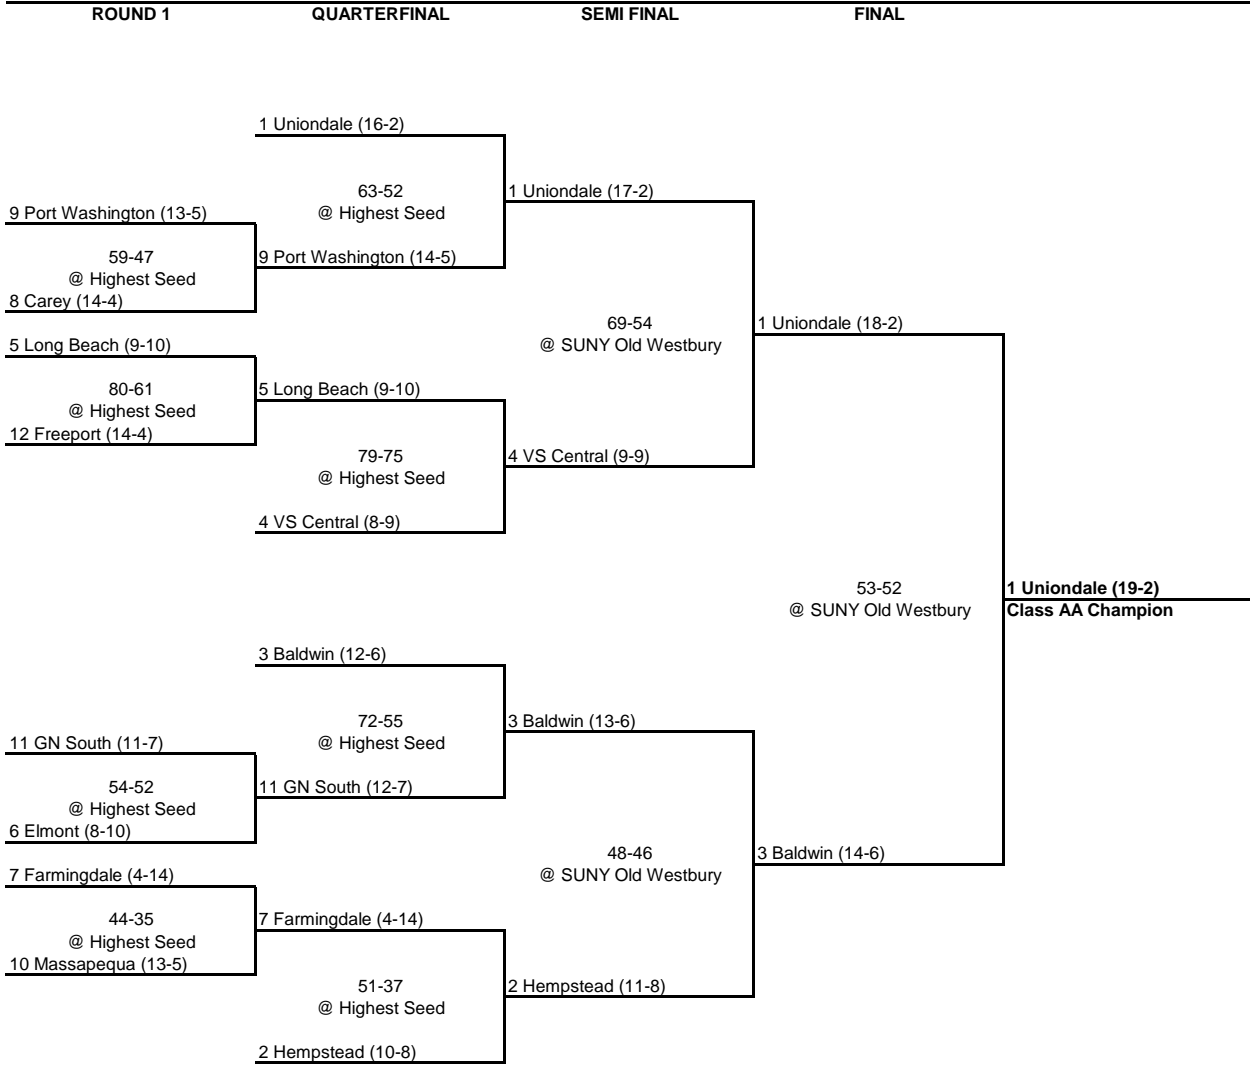 ROUND 1 QUARTERFINAL SEMI FINAL FINAL
1 Uniondale (16-2)
63-52
@ Highest Seed
1 Uniondale (17-2)
9 Port Washington (13-5)
59-47
@ Highest Seed
9 Port Washington (14-5)
8 Carey (14-4)
69-54
@ SUNY Old Westbury
1 Uniondale (18-2)
5 Long Beach (9-10)
80-61
@ Highest Seed
5 Long Beach (9-10)
12 Freeport (14-4)
79-75
@ Highest Seed
4 VS Central (9-9)
4 VS Central (8-9)
53-52
@ SUNY Old Westbury
1 Uniondale (19-2)
Class AA Champion
3 Baldwin (12-6)
72-55
@ Highest Seed
3 Baldwin (13-6)
11 GN South (11-7)
54-52
@ Highest Seed
11 GN South (12-7)
6 Elmont (8-10)
48-46
@ SUNY Old Westbury
3 Baldwin (14-6)
7 Farmingdale (4-14)
44-35
@ Highest Seed
7 Farmingdale (4-14)
10 Massapequa (13-5)
51-37
@ Highest Seed
2 Hempstead (11-8)
2 Hempstead (10-8)